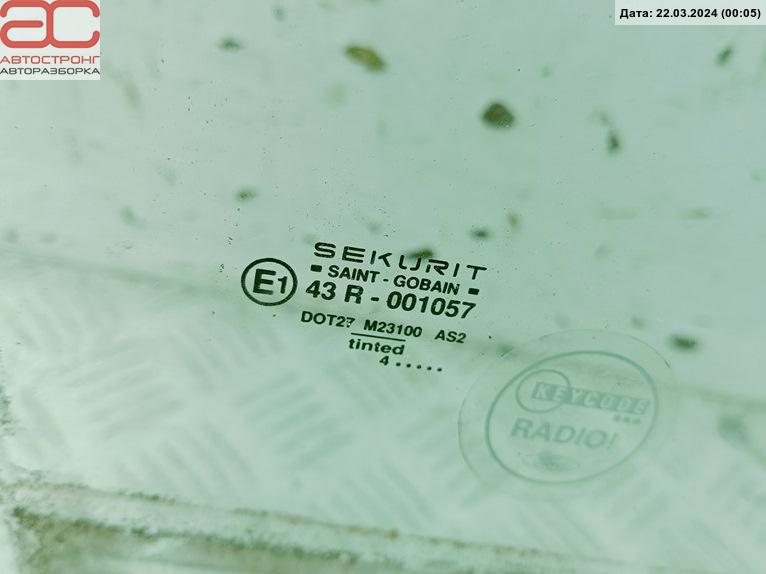 Дата: 22.03.2024 (00:05)
АС
АВТОСТРОНГ
АВТОРАЗБОРКА
SEKURIT
SAINT - GOBAIN
E1
43 R - 001057
DOT27 M23100 AS2
tinted
4 .....
KEYCODE
RADIO!